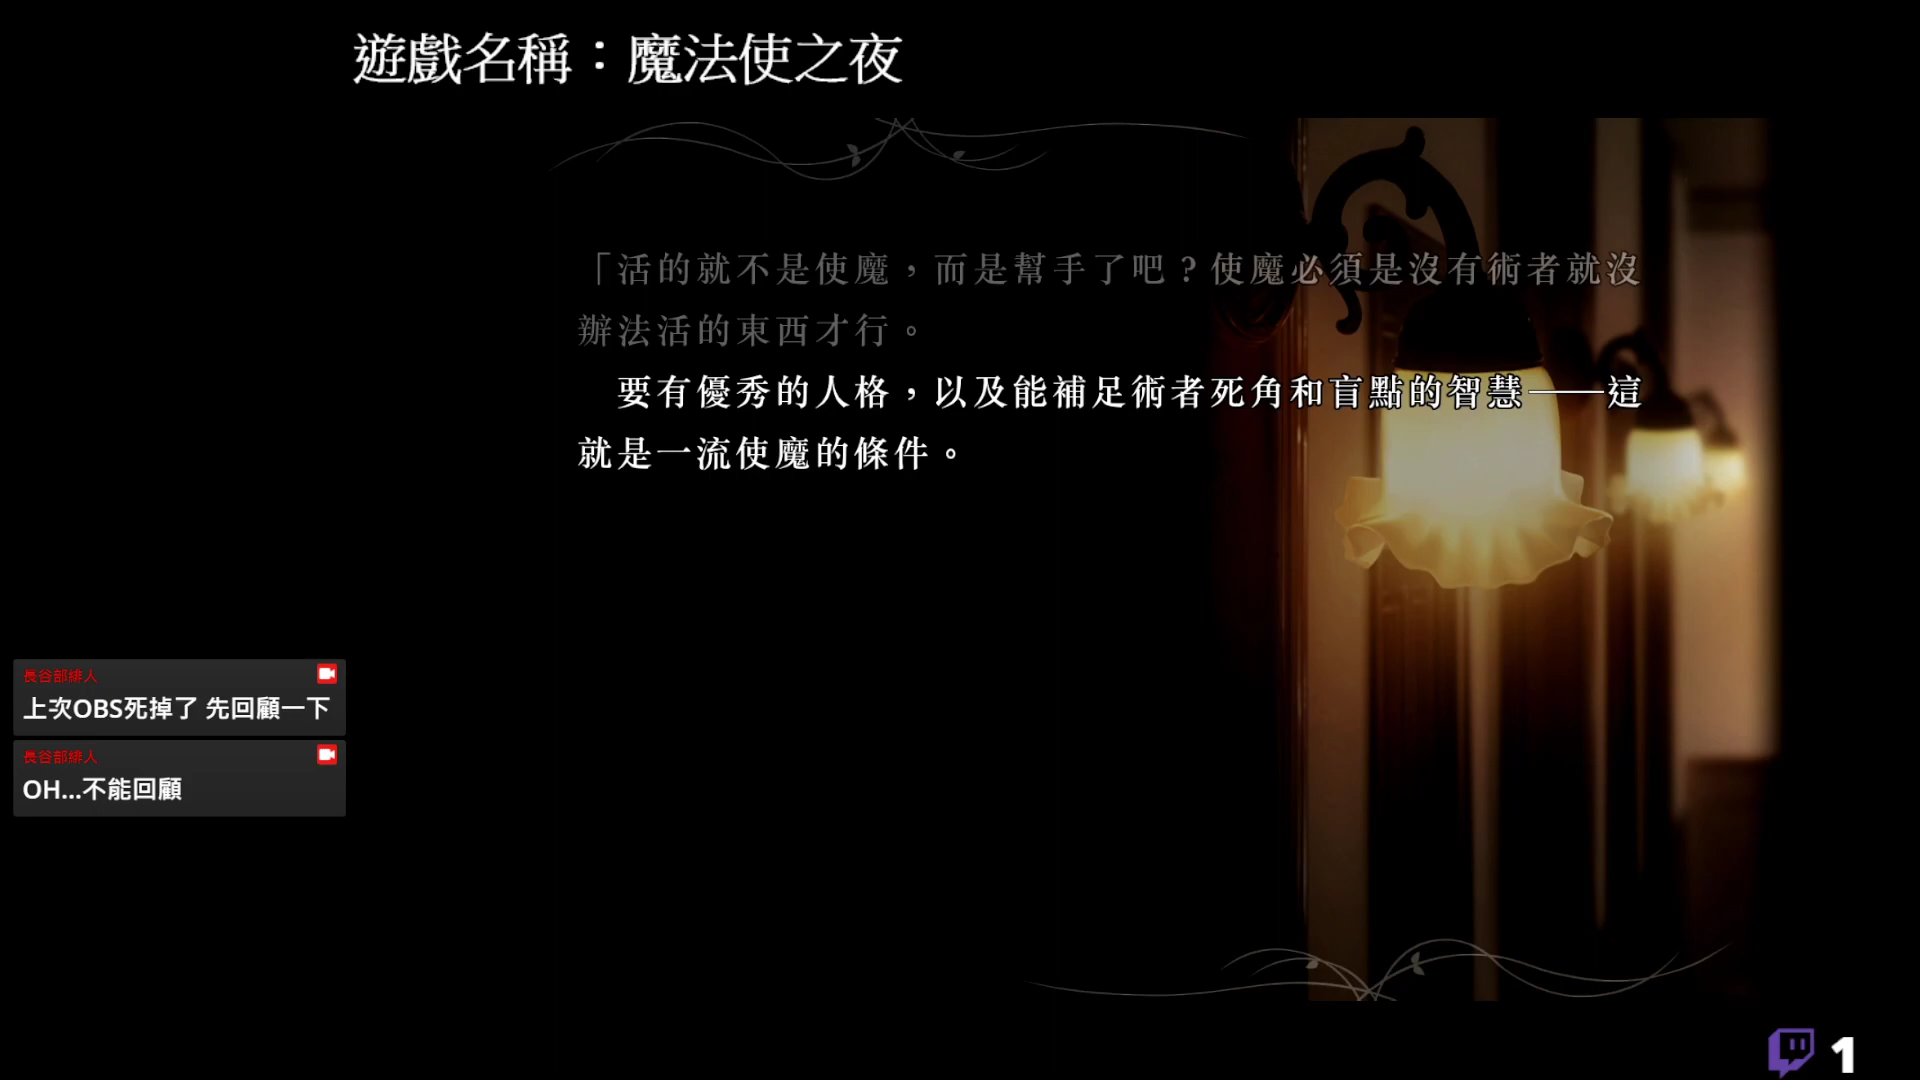 遊戲名稱：魔法使之夜
「活的就不是使魔，而是幫手了吧？使魔必須是沒有術者就沒
辦法活的東西才行。
要有優秀的人格，以及能補足術者死角和盲點的智慧——這
就是一流使魔的條件。
長谷部緋人
上次OBS死掉了 先回顧一下
長谷部緋人
OH...不能回顧
1